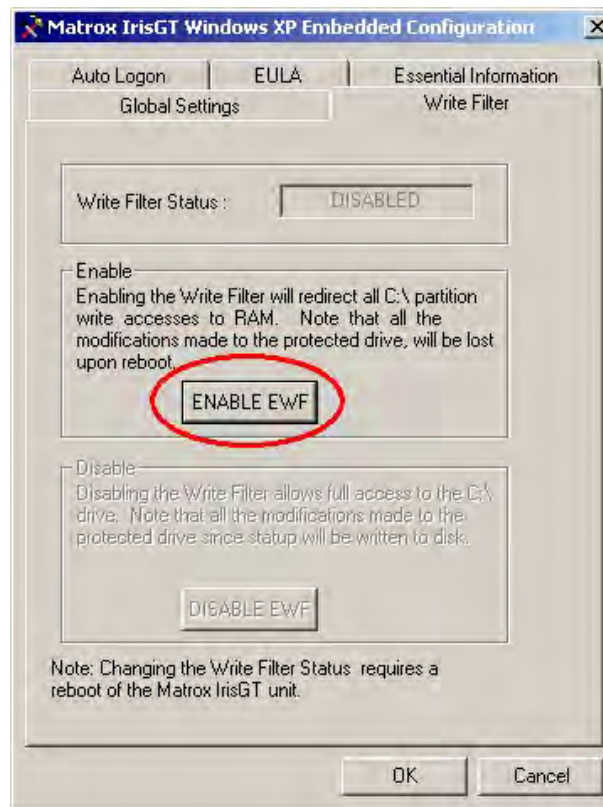 Matrox IrisGT Windows XP Embedded Configuration
Auto Logon EULA Essential Information
Global Settings Write Filter
Write Filter Status : DISABLED
Enable
Enabling the Write Filter will redirect all C:\ partition
write accesses to RAM. Note that all the
modifications made to the protected drive, will be lost
upon reboot.
ENABLE EWF
Disable
Disabling the Write Filter allows full access to the C:\
drive. Note that all the modifications made to the
protected drive since statup will be written to disk.
DISABLE EWF
Note: Changing the Write Filter Status requires a
reboot of the Matrox IrisGT unit.
OK Cancel